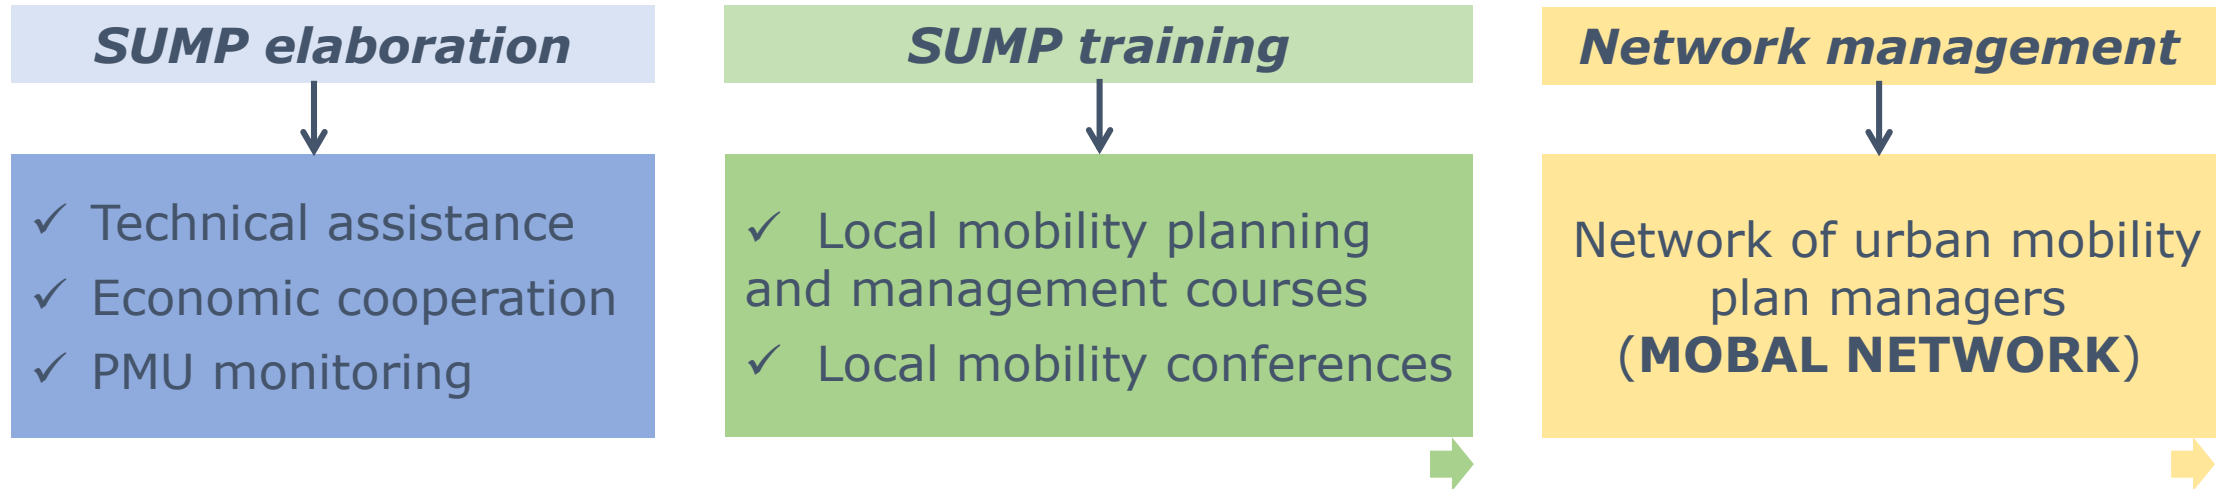 SUMP elaboration
✓ Technical assistance
✓ Economic cooperation
✓ PMU monitoring
SUMP training
✓ Local mobility planning
and management courses
✓ Local mobility conferences
Network management
Network of urban mobility
plan managers
(MOBAL NETWORK)